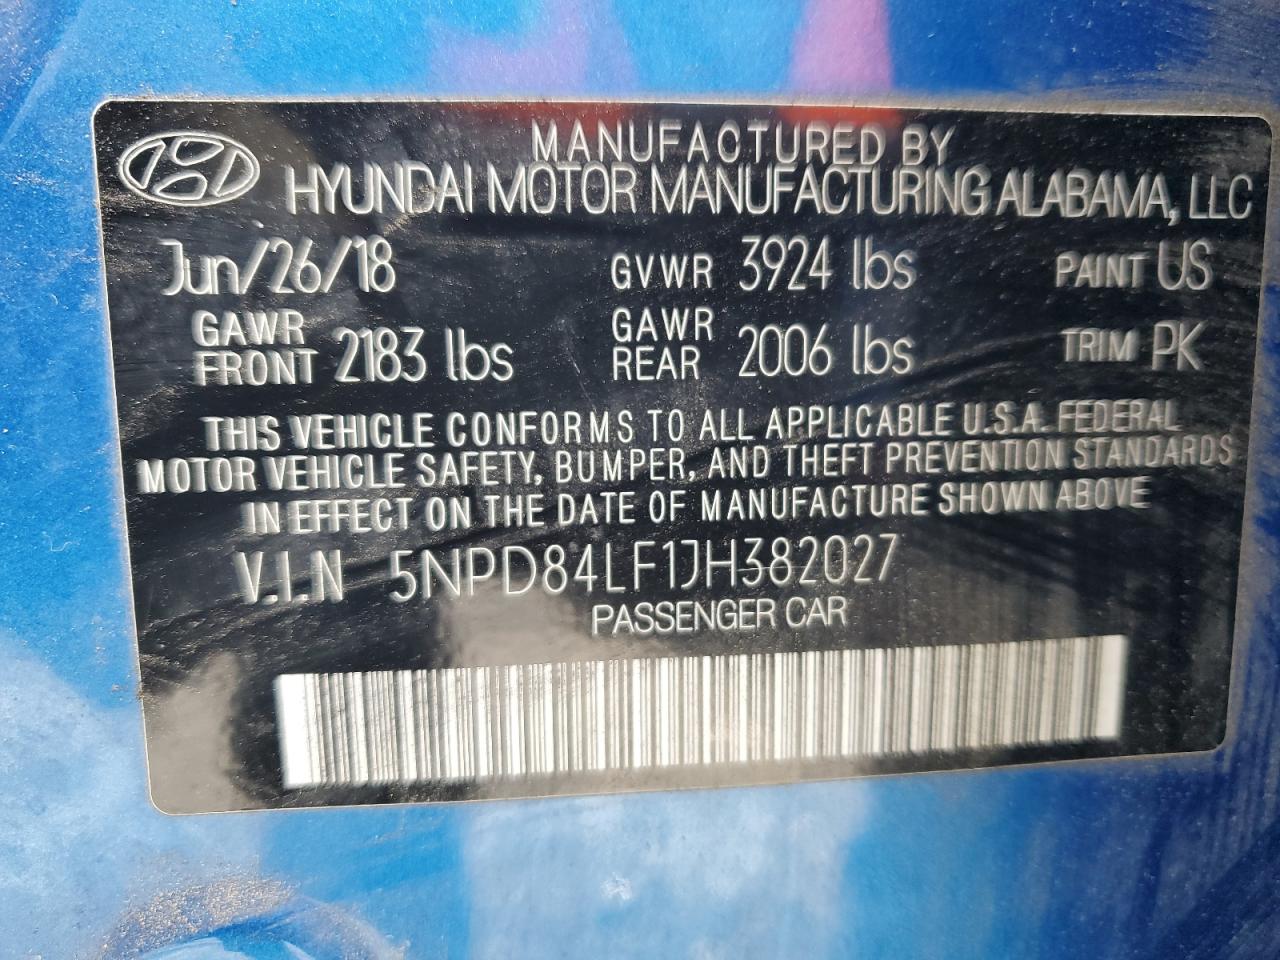 MANUFACTURED BY
HYUNDAI MOTOR MANUFACTURING ALABAMA, LLC
Jun/26/18 GVWR 3924 lbs PAINT US
GAWR FRONT 2183 lbs GAWR REAR 2006 lbs TRIM PK
THIS VEHICLE CONFORMS TO ALL APPLICABLE U.S.A. FEDERAL
MOTOR VEHICLE SAFETY, BUMPER, AND THEFT PREVENTION STANDARDS
IN EFFECT ON THE DATE OF MANUFACTURE SHOWN ABOVE
V.I.N 5NPD84LF1JH382027
PASSENGER CAR